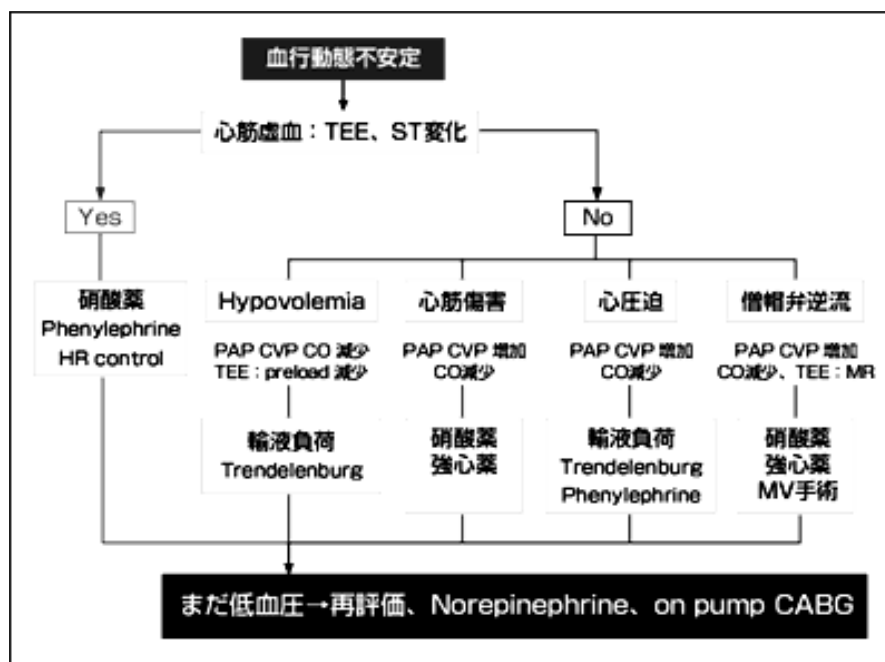 血行動態不安定
心筋虚血:TEE、ST変化
Yes
No
硝酸薬
Phenylephrine
HR control
Hypovolemia
PAP CVP CO 減少
TEE:preload 減少
輸液負荷
Trendelenburg
心筋傷害
PAP CVP 増加
CO減少
硝酸薬
強心薬
心圧迫
PAP CVP 増加
CO減少
輸液負荷
Trendelenburg
Phenylephrine
僧帽弁逆流
PAP CVP 増加
CO減少、TEE:MR
硝酸薬
強心薬
MV手術
まだ低血圧→再評価、Norepinephrine、on pump CABG